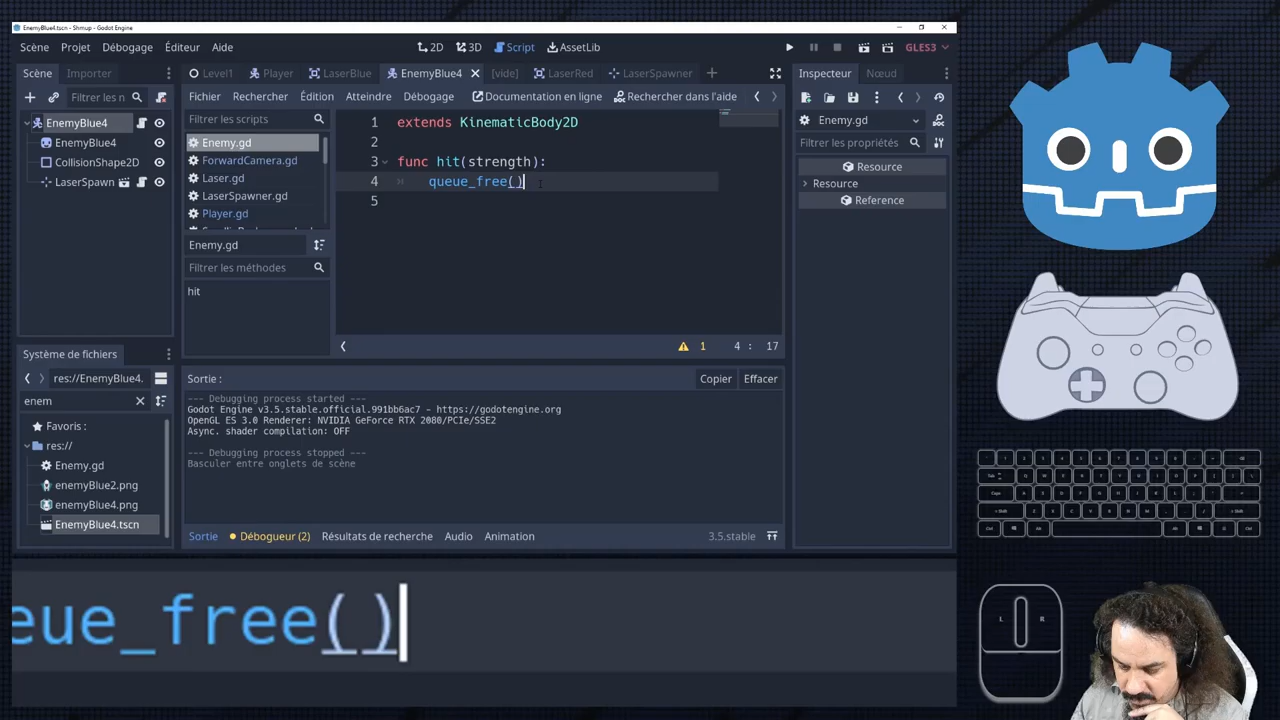 EnemyBlue4.tscn - Shmup - Godot Engine
Scène Projet Débogage Éditeur Aide
2D 3D Script AssetLib
GLES3
Scène Importer
Level1 Player LaserBlue EnemyBlue4 [vide] LaserRed LaserSpawner
Inspecteur Nœud
Filtrer les n
Fichier Rechercher Édition Atteindre Débogage Documentation en ligne Rechercher dans l'aide
EnemyBlue4
EnemyBlue4
CollisionShape2D
LaserSpawn
Filtrer les scripts
Enemy.gd
ForwardCamera.gd
Laser.gd
LaserSpawner.gd
Player.gd
Enemy.gd
Filtrer les méthodes
hit
1 extends KinematicBody2D
2
3 func hit(strength):
4 queue_free()
5
1 4 : 17
Enemy.gd
Filtrer les propriétés
Resource
Resource
Reference
Système de fichiers
res://EnemyBlue4.
enem
Favoris :
res://
Enemy.gd
enemyBlue2.png
enemyBlue4.png
EnemyBlue4.tscn
Sortie :
Copier Effacer
--- Debugging process started ---
Godot Engine v3.5.stable.official.991bb6ac7 - https://godotengine.org
OpenGL ES 3.0 Renderer: NVIDIA GeForce RTX 2080/PCIe/SSE2
Async. shader compilation: OFF
--- Debugging process stopped ---
Basculer entre onglets de scène
Sortie Débogueur (2) Résultats de recherche Audio Animation 3.5.stable
eue_free()
L R